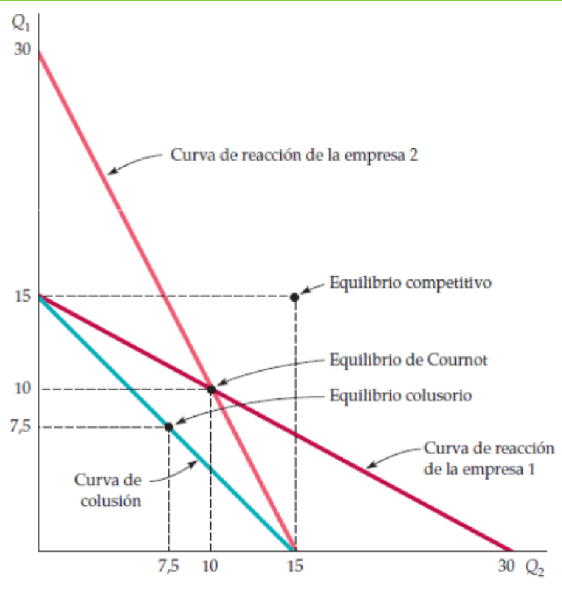 Q1
30
Curva de reacción de la empresa 2
15
Equilibrio competitivo
10
Equilibrio de Cournot
Equilibrio colusorio
7,5
Curva de reacción
de la empresa 1
Curva de
colusión
7,5 10 15 30 Q2